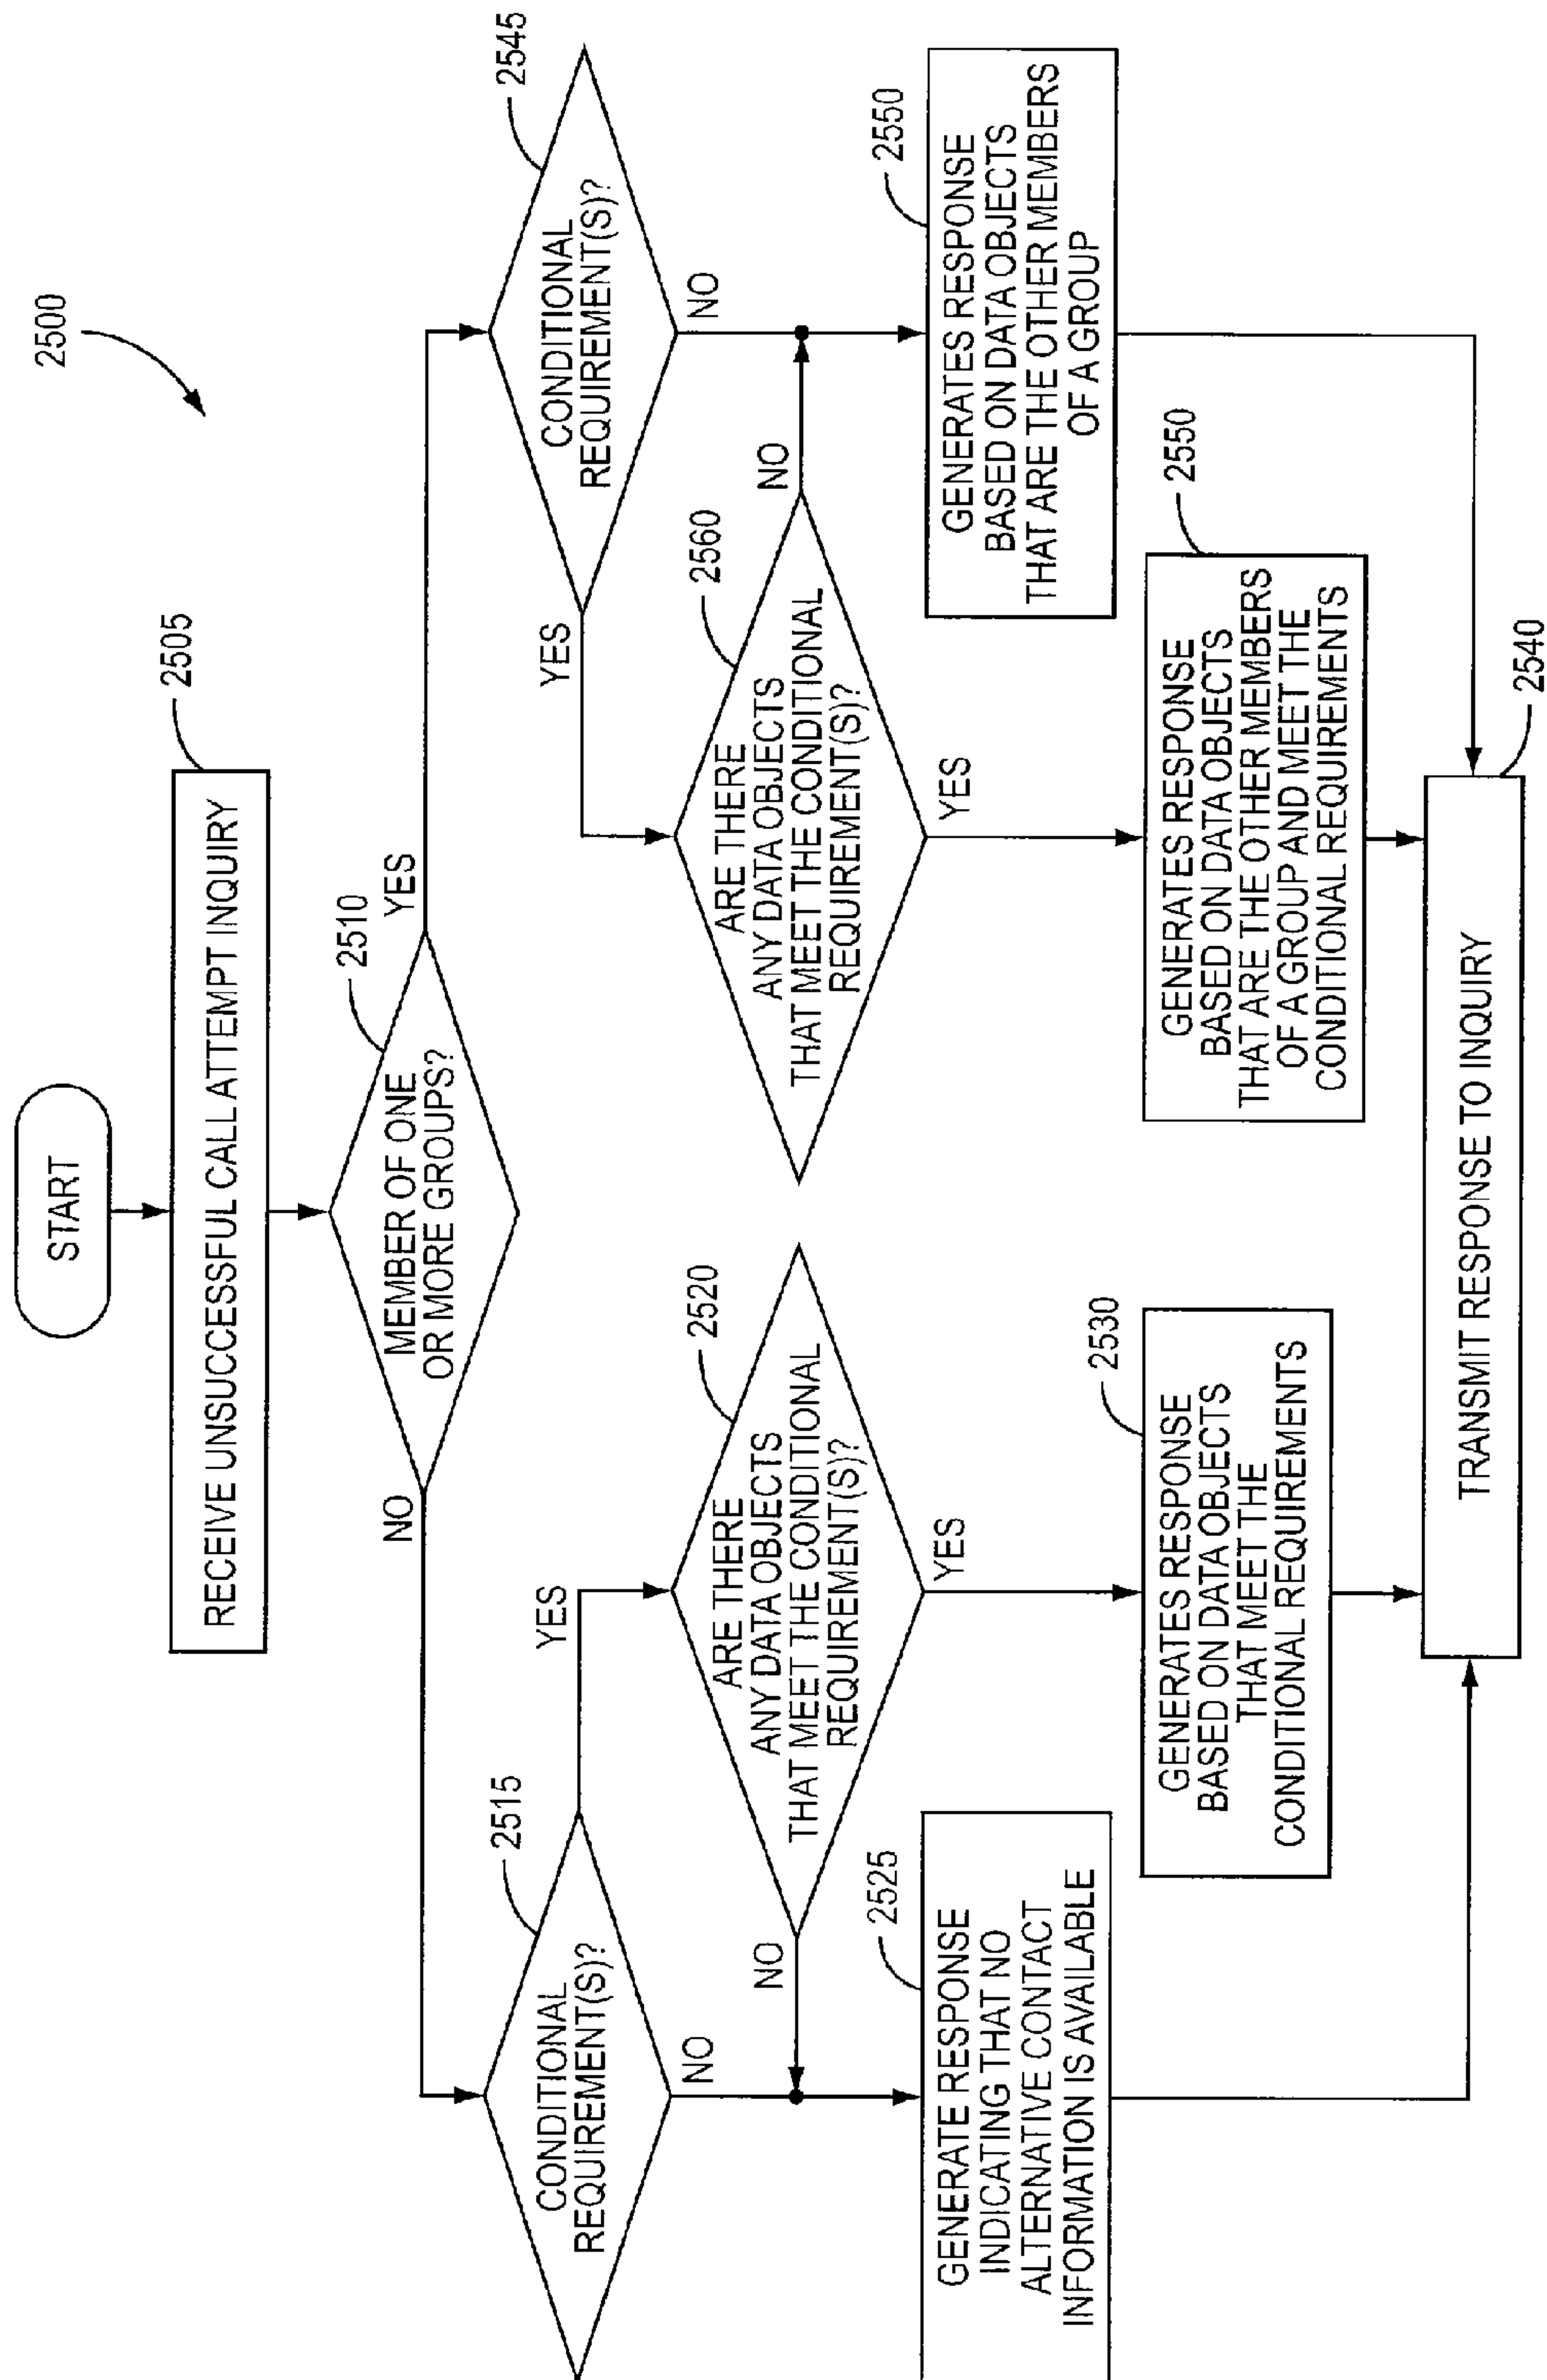 2500
START
2505
RECEIVE UNSUCCESSFUL CALL ATTEMPT INQUIRY
2510
MEMBER OF ONE
OR MORE GROUPS?
NO
YES
2515
CONDITIONAL
REQUIREMENT(S)?
YES
NO
2545
CONDITIONAL
REQUIREMENT(S)?
YES
NO
2520
ARE THERE
ANY DATA OBJECTS
THAT MEET THE CONDITIONAL
REQUIREMENT(S)?
NO
YES
2560
ARE THERE
ANY DATA OBJECTS
THAT MEET THE CONDITIONAL
REQUIREMENT(S)?
NO
YES
2525
GENERATE RESPONSE
INDICATING THAT NO
ALTERNATIVE CONTACT
INFORMATION IS AVAILABLE
2550
GENERATES RESPONSE
BASED ON DATA OBJECTS
THAT ARE THE OTHER MEMBERS
OF A GROUP
2530
GENERATES RESPONSE
BASED ON DATA OBJECTS
THAT MEET THE
CONDITIONAL REQUIREMENTS
2550
GENERATES RESPONSE
BASED ON DATA OBJECTS
THAT ARE THE OTHER MEMBERS
OF A GROUP AND MEET THE
CONDITIONAL REQUIREMENTS
2540
TRANSMIT RESPONSE TO INQUIRY